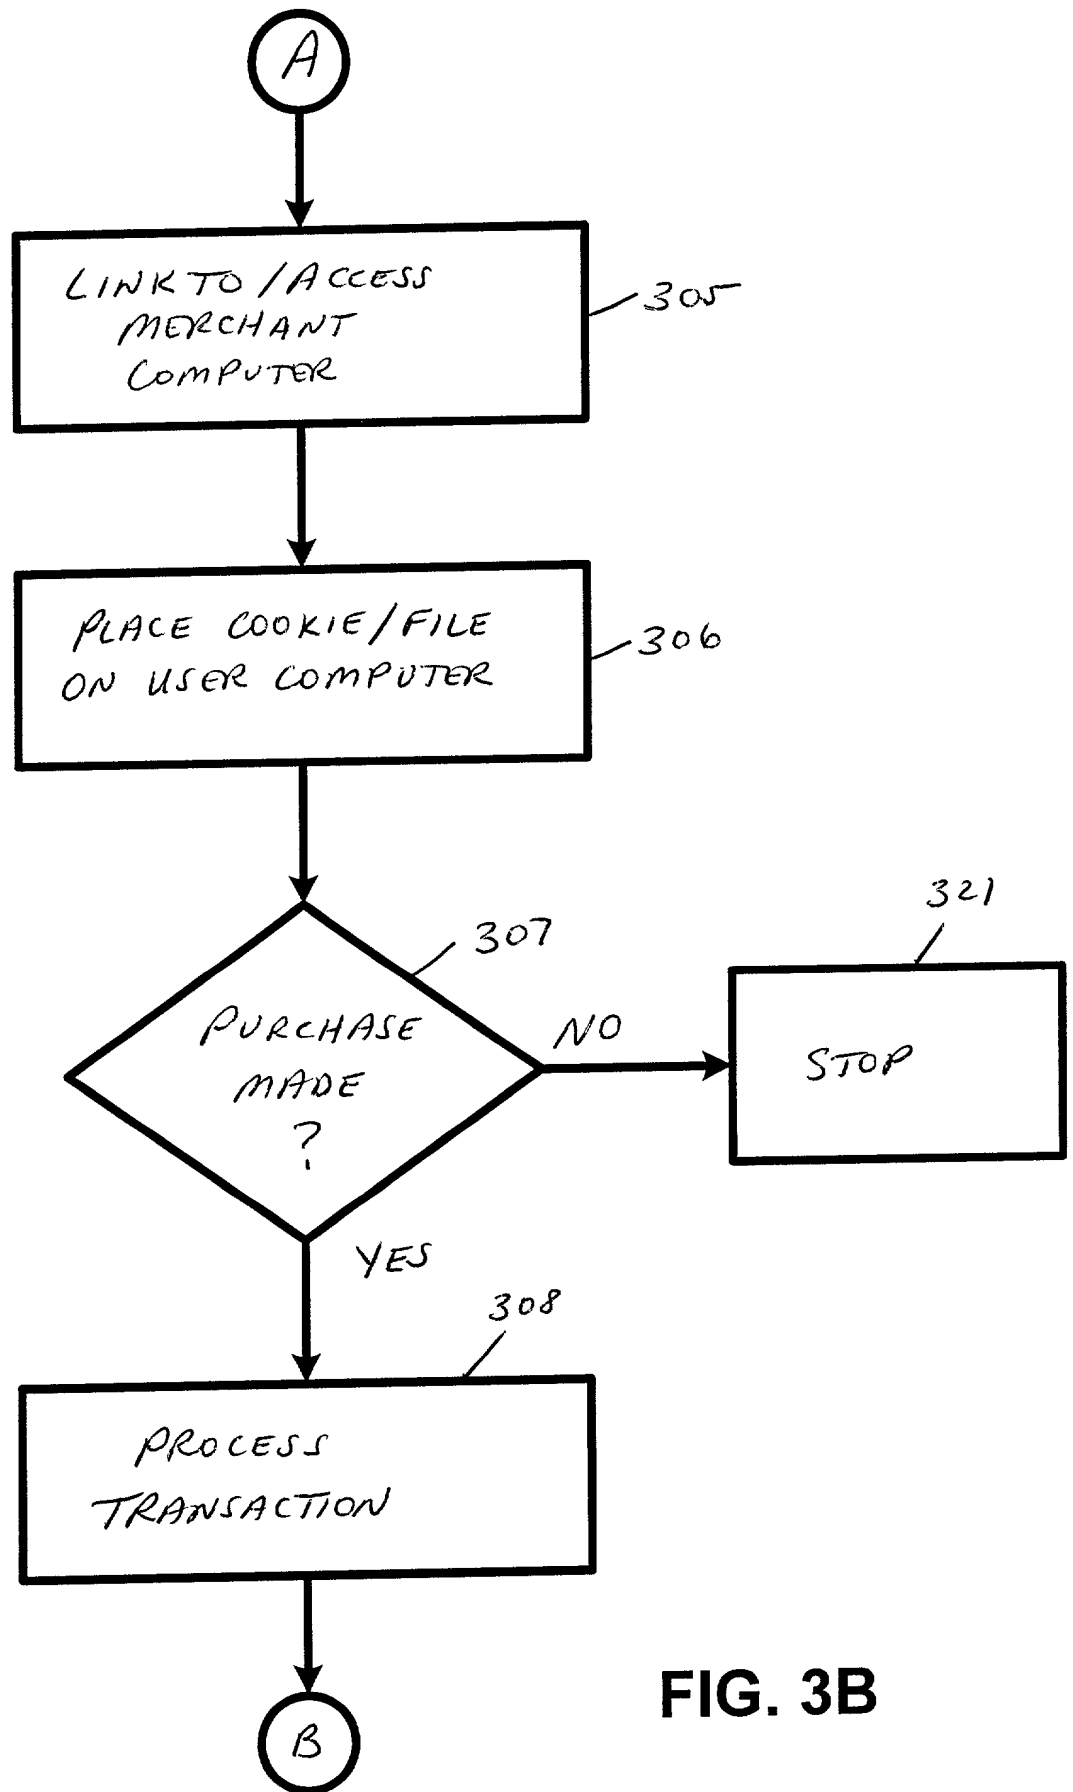 A
LINK TO / ACCESS
MERCHANT
COMPUTER
305
PLACE COOKIE / FILE
ON USER COMPUTER
306
307
321
PURCHASE
MADE
?
NO
STOP
YES
308
PROCESS
TRANSACTION
B
FIG. 3B